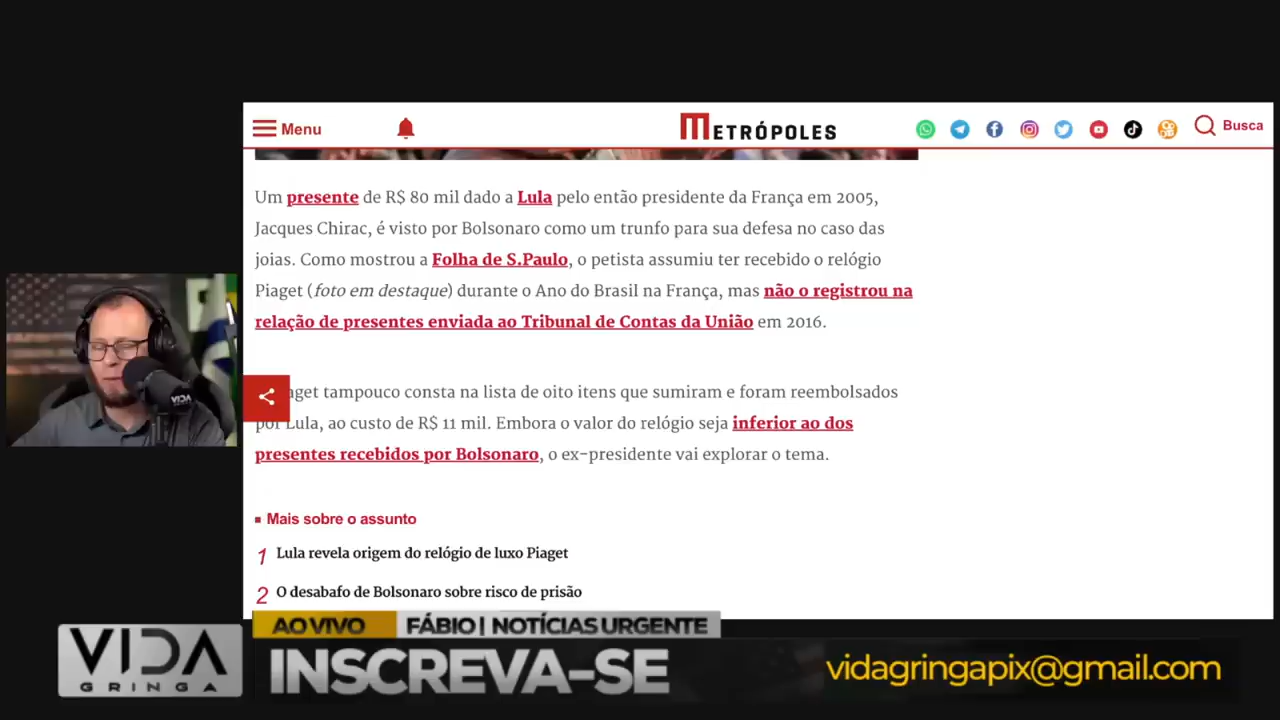 Menu
METRÓPOLES
Busca
Um presente de R$ 80 mil dado a Lula pelo então presidente da França em 2005,
Jacques Chirac, é visto por Bolsonaro como um trunfo para sua defesa no caso das
joias. Como mostrou a Folha de S.Paulo, o petista assumiu ter recebido o relógio
Piaget (foto em destaque) durante o Ano do Brasil na França, mas não o registrou na
relação de presentes enviada ao Tribunal de Contas da União em 2016.
aget tampouco consta na lista de oito itens que sumiram e foram reembolsados
por Lula, ao custo de R$ 11 mil. Embora o valor do relógio seja inferior ao dos
presentes recebidos por Bolsonaro, o ex-presidente vai explorar o tema.
Mais sobre o assunto
1 Lula revela origem do relógio de luxo Piaget
2 O desabafo de Bolsonaro sobre risco de prisão
AO VIVO FÁBIO | NOTÍCIAS URGENTE
VIDA
GRINGA
INSCREVA-SE
vidagringapix@gmail.com
VIDA